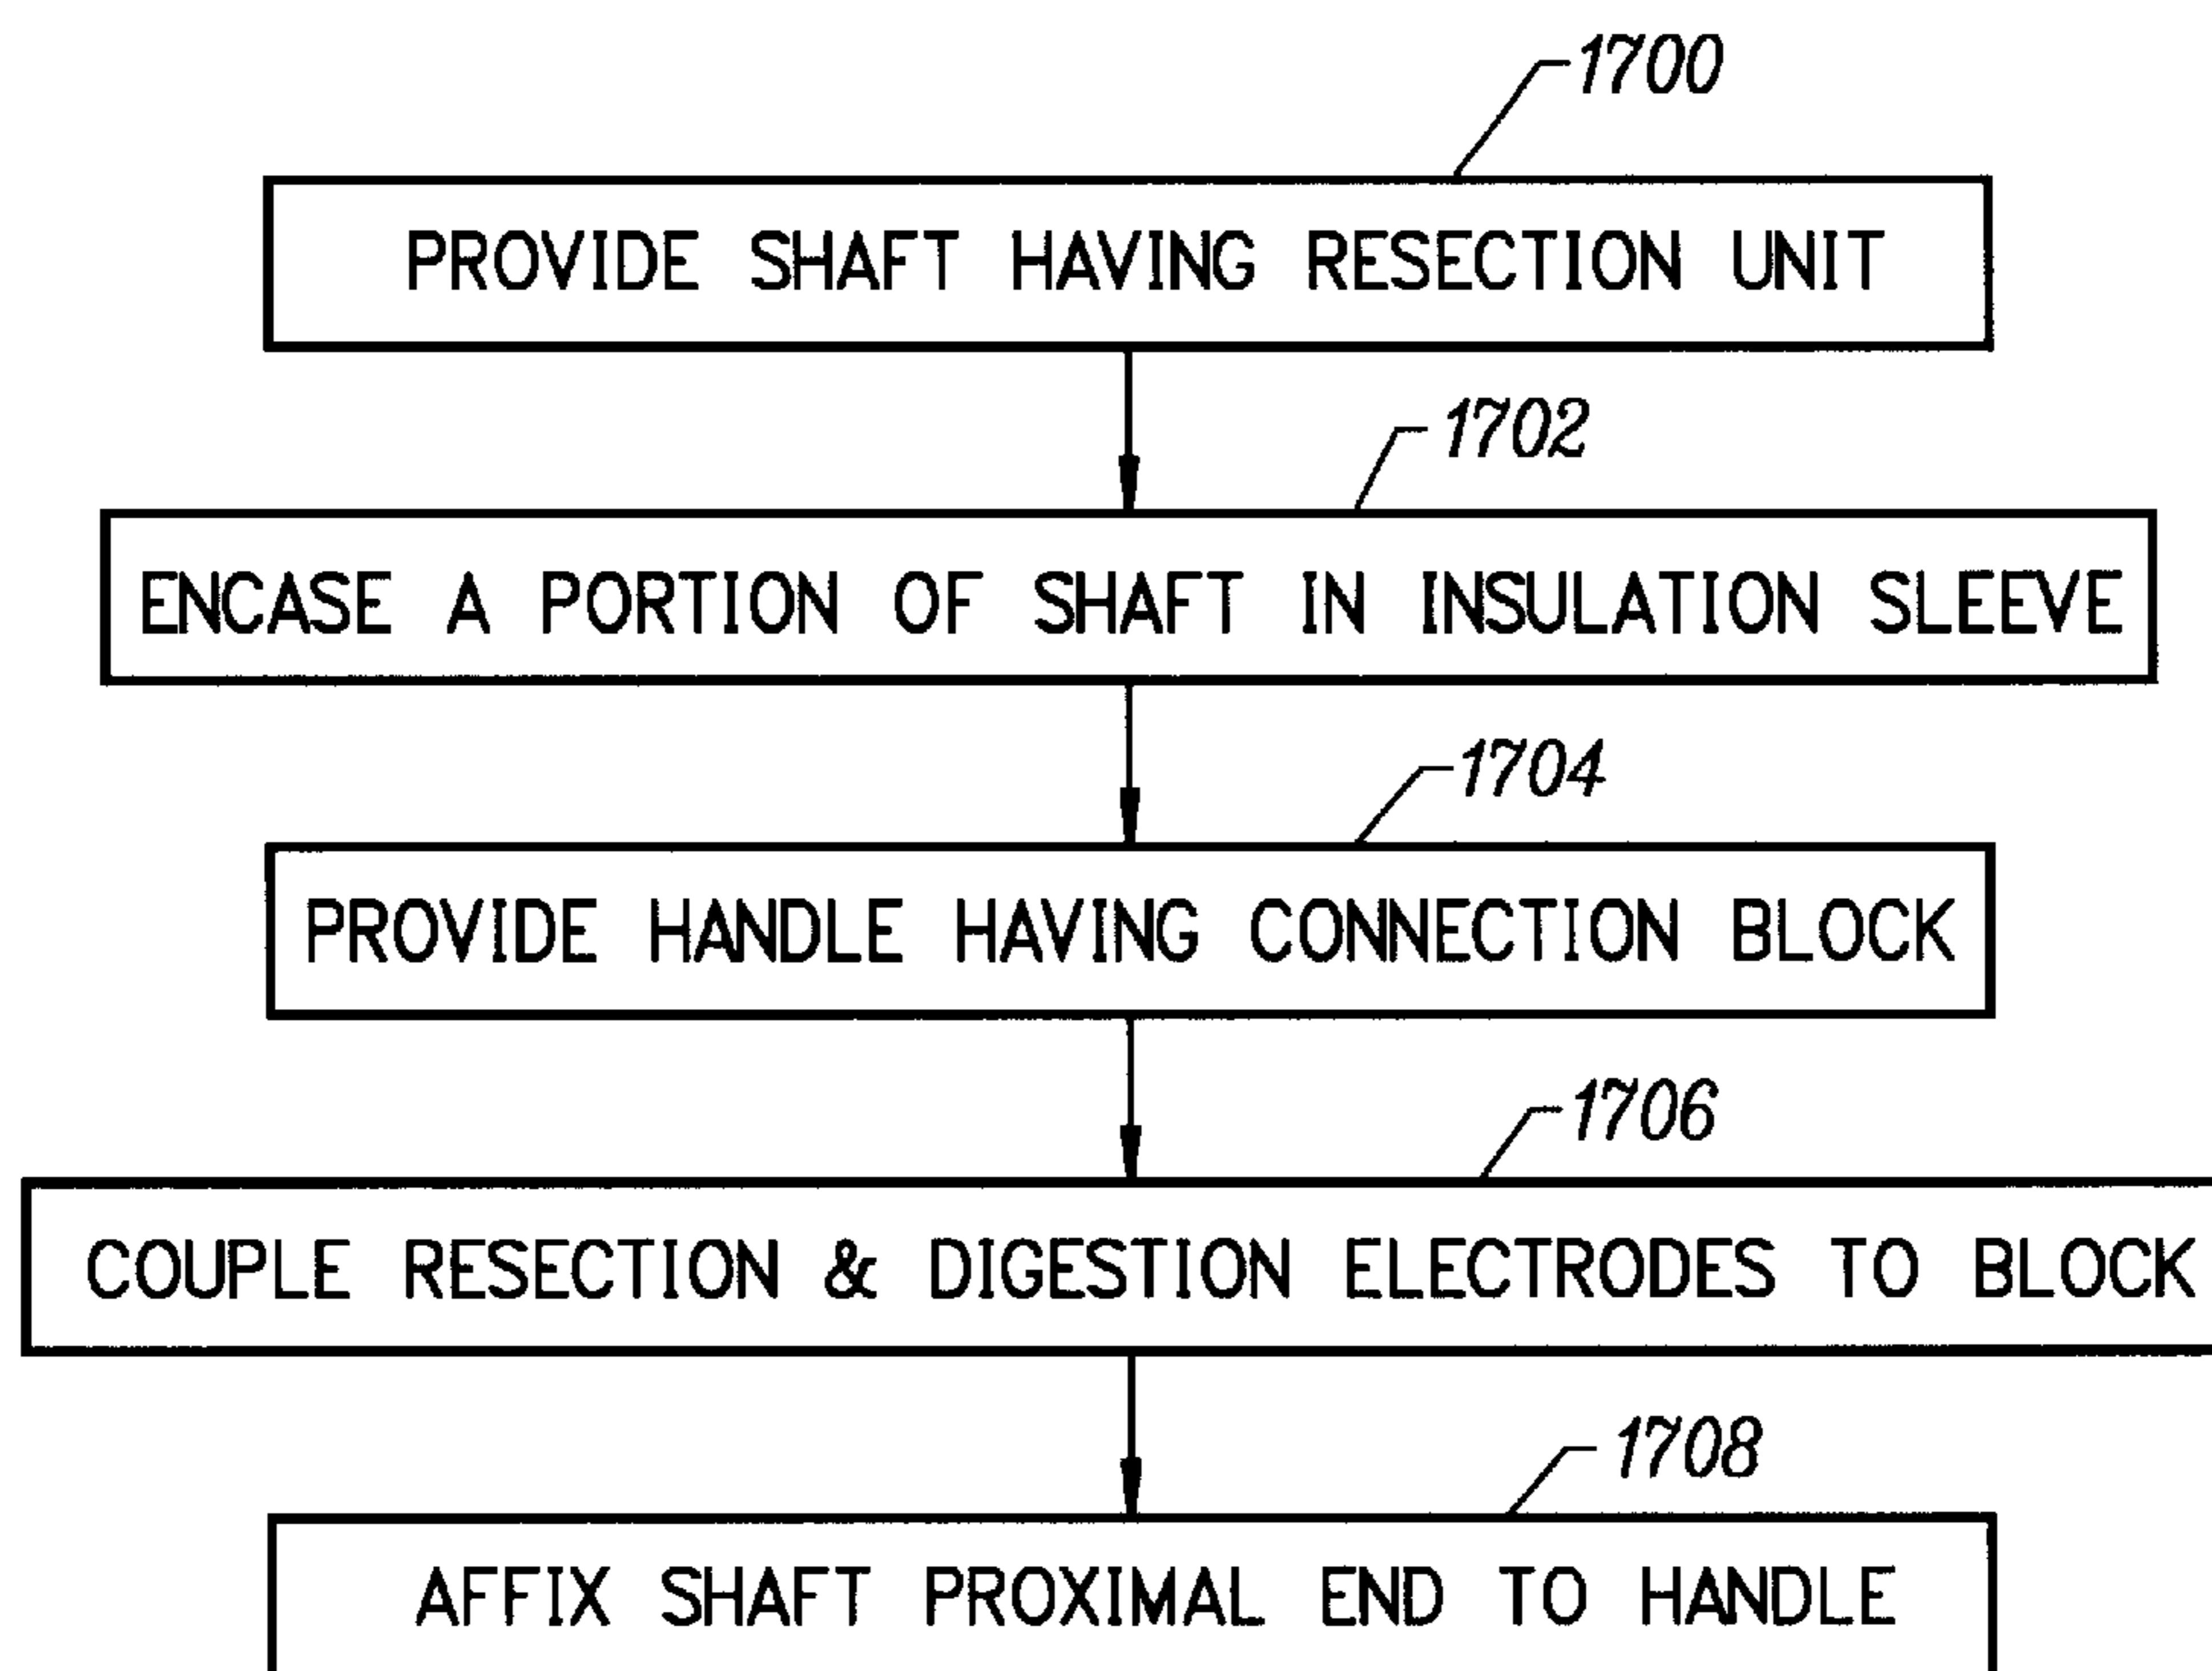 1700
PROVIDE SHAFT HAVING RESECTION UNIT
1702
ENCASE A PORTION OF SHAFT IN INSULATION SLEEVE
1704
PROVIDE HANDLE HAVING CONNECTION BLOCK
1706
COUPLE RESECTION & DIGESTION ELECTRODES TO BLOCK
1708
AFFIX SHAFT PROXIMAL END TO HANDLE